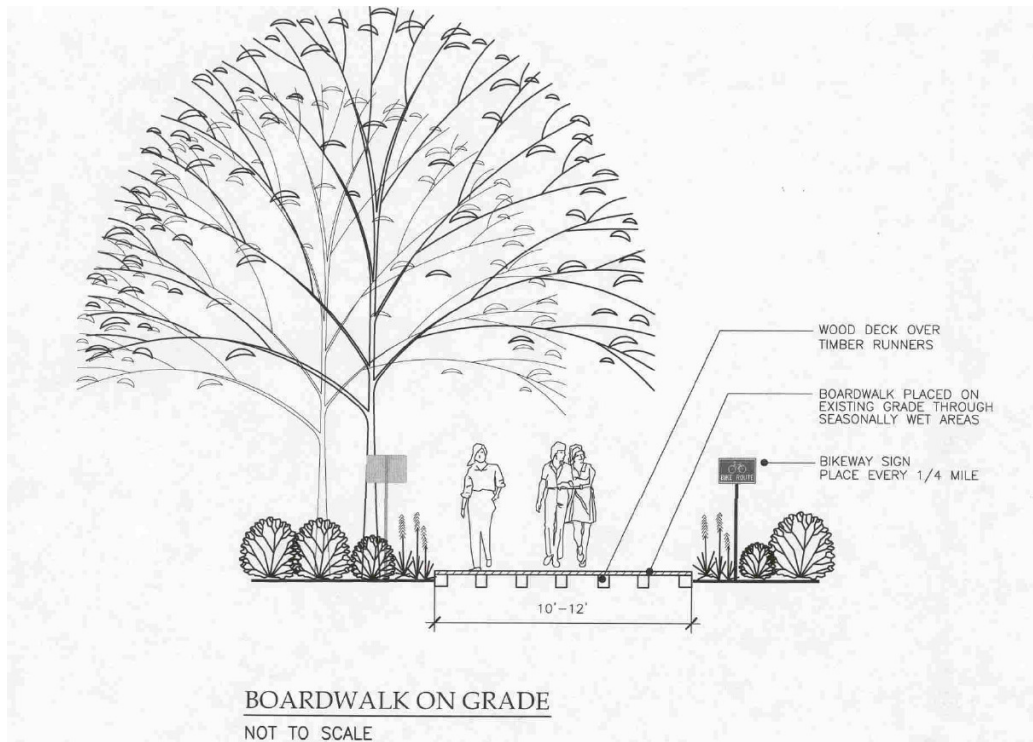 WOOD DECK OVER
TIMBER RUNNERS
BOARDWALK PLACED ON
EXISTING GRADE THROUGH
SEASONALLY WET AREAS
BIKE ROUTE
BIKEWAY SIGN
PLACE EVERY 1/4 MILE
10'-12'
BOARDWALK ON GRADE
NOT TO SCALE